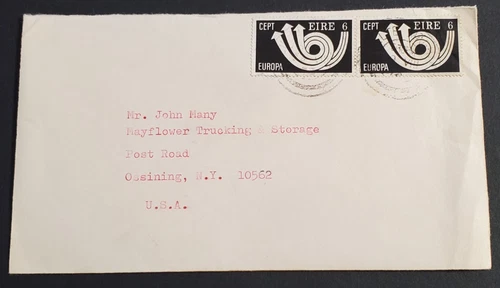 CEPT EIRE 6
EUROPA
CEPT EIRE 6
EUROPA
Mr. John Many
Mayflower Trucking & Storage
Post Road
Ossining, N.Y. 10562
U.S.A.